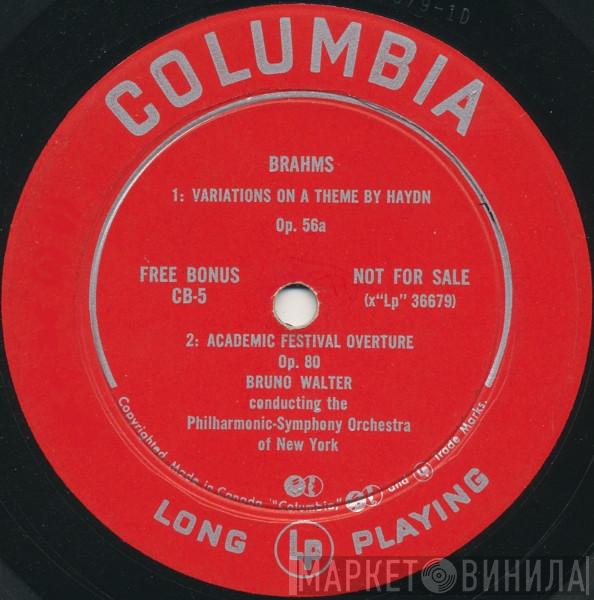 COLUMBIA
BRAHMS
1: VARIATIONS ON A THEME BY HAYDN
Op. 56a
FREE BONUS
CB-5
NOT FOR SALE
(x"Lp" 36679)
2: ACADEMIC FESTIVAL OVERTURE
Op. 80
BRUNO WALTER
conducting the
Philharmonic-Symphony Orchestra
of New York
Copyrighted. Made in Canada. "Columbia," and Lp Trade Marks.
LONG Lp PLAYING
МАРКЕТ ВИНИЛА